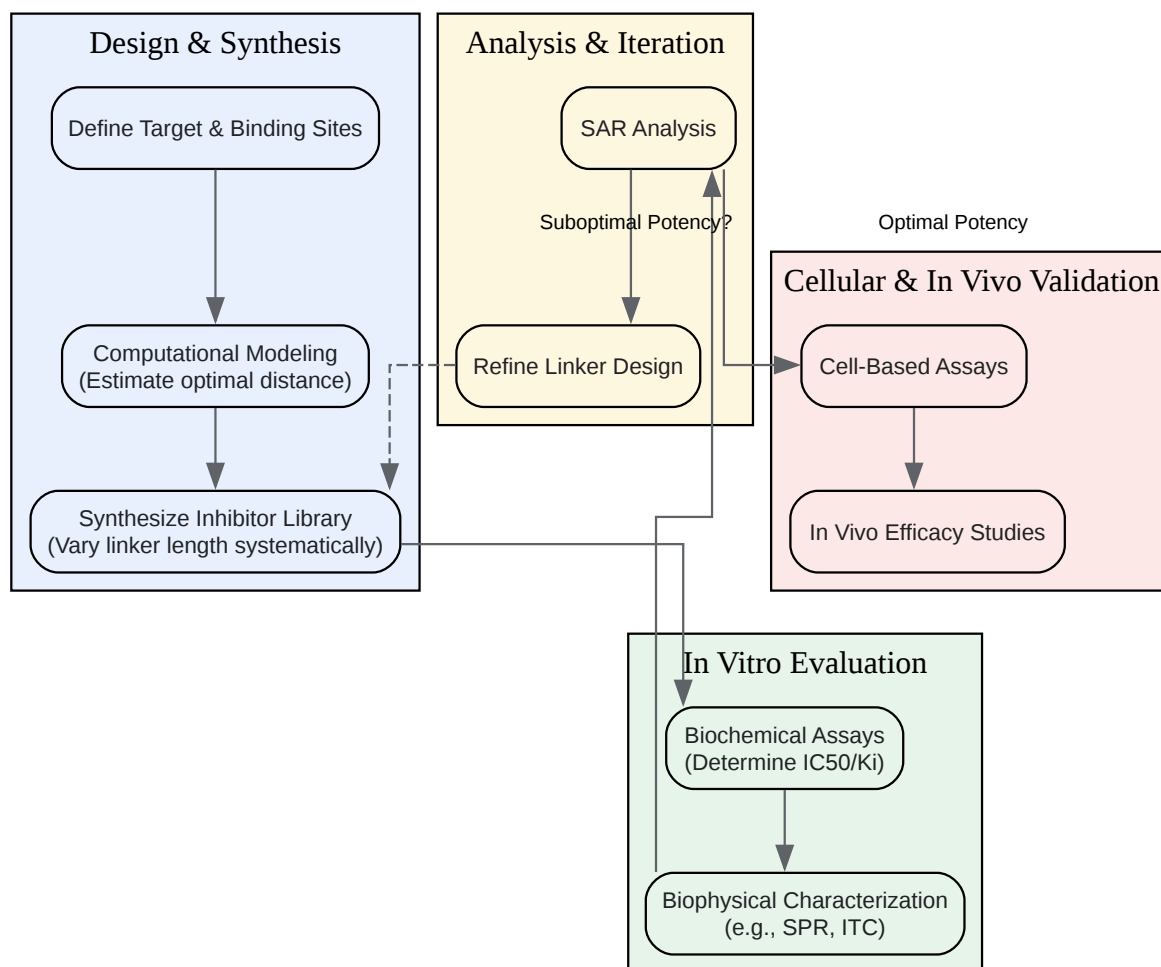 Design & Synthesis
Define Target & Binding Sites
Computational Modeling
(Estimate optimal distance)
Synthesize Inhibitor Library
(Vary linker length systematically)
Analysis & Iteration
SAR Analysis
Suboptimal Potency?
Refine Linker Design
Optimal Potency
Cellular & In Vivo Validation
Cell-Based Assays
In Vivo Efficacy Studies
In Vitro Evaluation
Biochemical Assays
(Determine IC50/Ki)
Biophysical Characterization
(e.g., SPR, ITC)